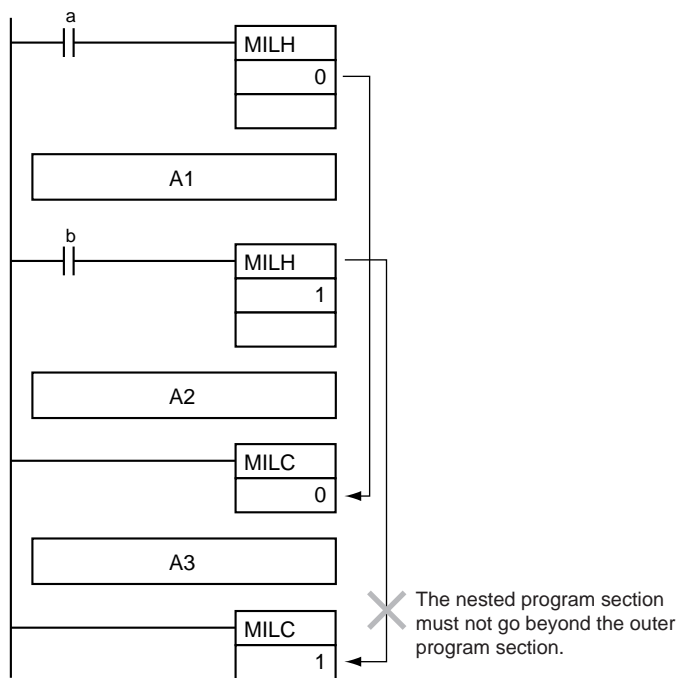 a
MILH
0
A1
b
MILH
1
A2
MILC
0
A3
The nested program section
must not go beyond the outer
program section.
MILC
1